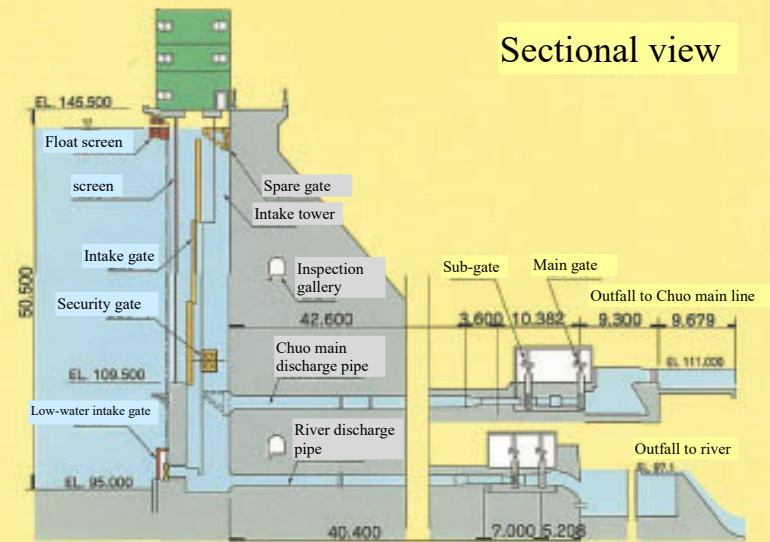 Sectional view
EL. 145.500
Float screen
screen
Spare gate
Intake tower
Intake gate
Inspection
gallery
Sub-gate
Main gate
Outfall to Chuo main line
Security gate
50.500
42.600
3.600
10.382
9.300
9.679
Chuo main
discharge pipe
EL. 111.000
EL. 109.500
Low-water intake gate
River discharge
pipe
Outfall to river
EL. 97.1
EL. 95.000
40.400
7.000
5.208